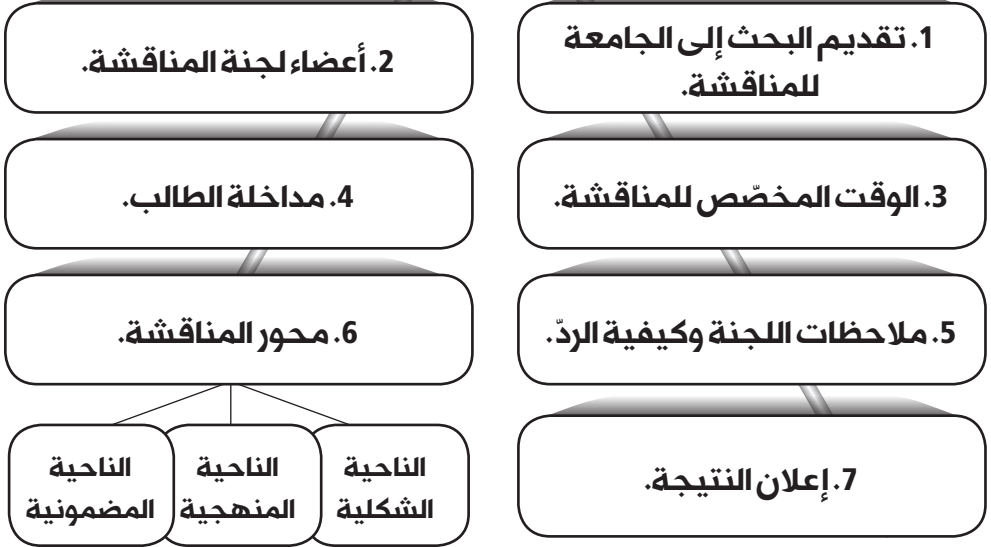 1. تقديم البحث إلى الجامعة
للمناقشة.
2. أعضاء لجنة المناقشة.
3. الوقت المخصّص للمناقشة.
4. مداخلة الطالب.
5. ملاحظات اللجنة وكيفية الردّ.
6. محور المناقشة.
الناحية
الشكلية
الناحية
المنهجية
الناحية
المضمونية
7. إعلان النتيجة.